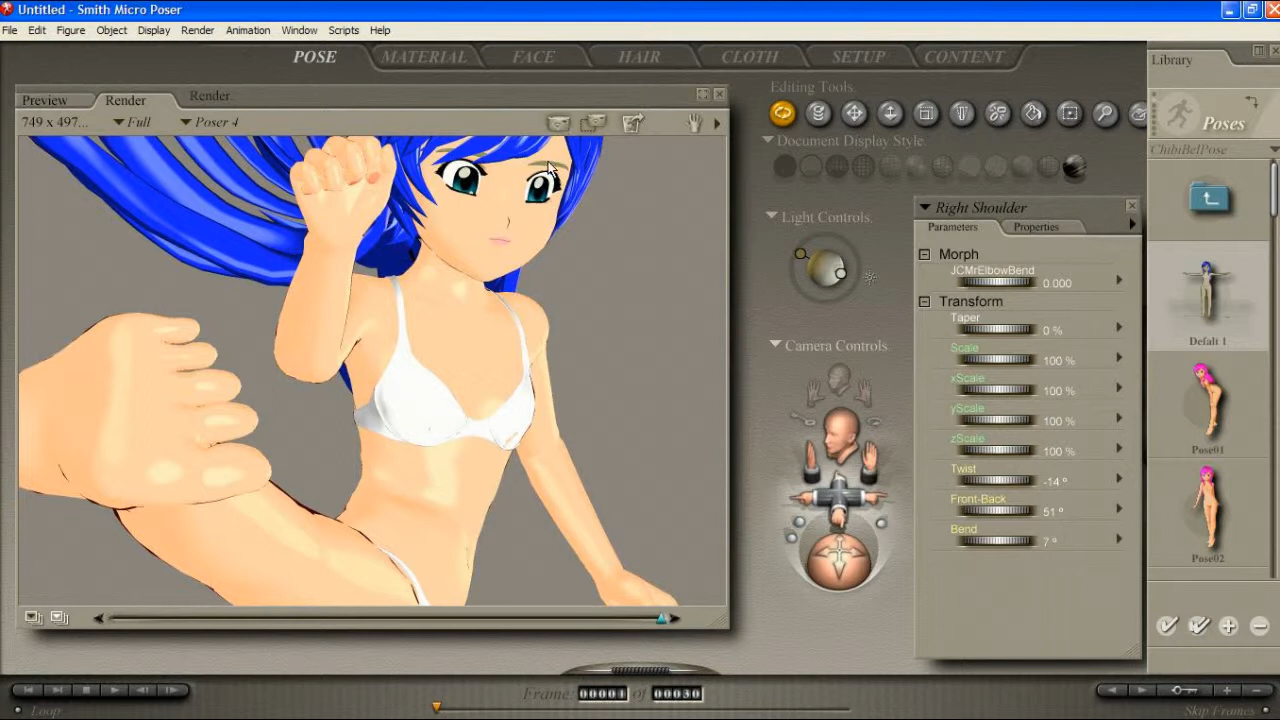 Untitled - Smith Micro Poser
File Edit Figure Object Display Render Animation Window Scripts Help
POSE MATERIAL FACE HAIR CLOTH SETUP CONTENT
Library
Preview Render Render
749 x 497... Full Poser 4
Editing Tools
Document Display Style
Poses
ChibiBelPose
Light Controls
Right Shoulder
Parameters Properties
Morph
JCMrElbowBend
0.000
Transform
Taper
0 %
Scale
100 %
xScale
100 %
yScale
100 %
zScale
100 %
Twist
-14 º
Front-Back
51 º
Bend
7 º
Camera Controls
Defalt 1
Pose01
Pose02
Frame: 00001 of 00030
Loop
Skip Frames